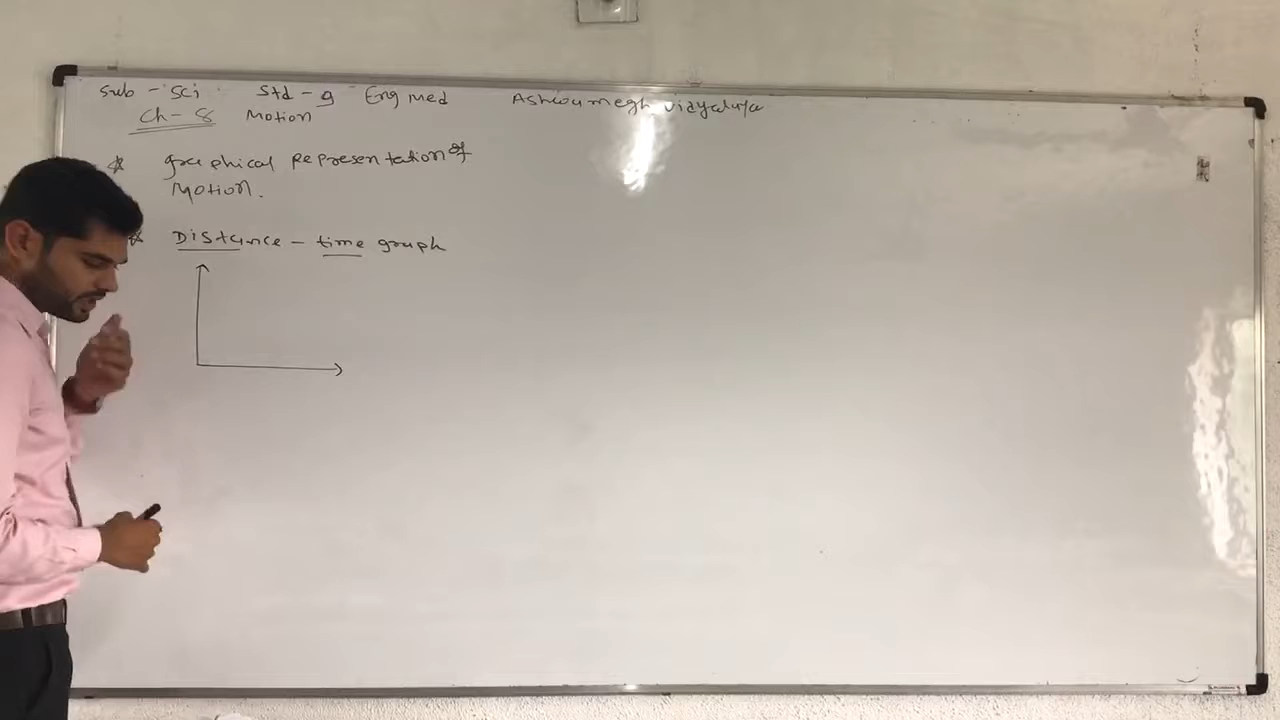 Sub - Sci Std - 9 Eng Med Ashwamegh Vidyalaya
Ch - 8 Motion
☆ graphical Representation of
Motion.
☆ Distance - time graph